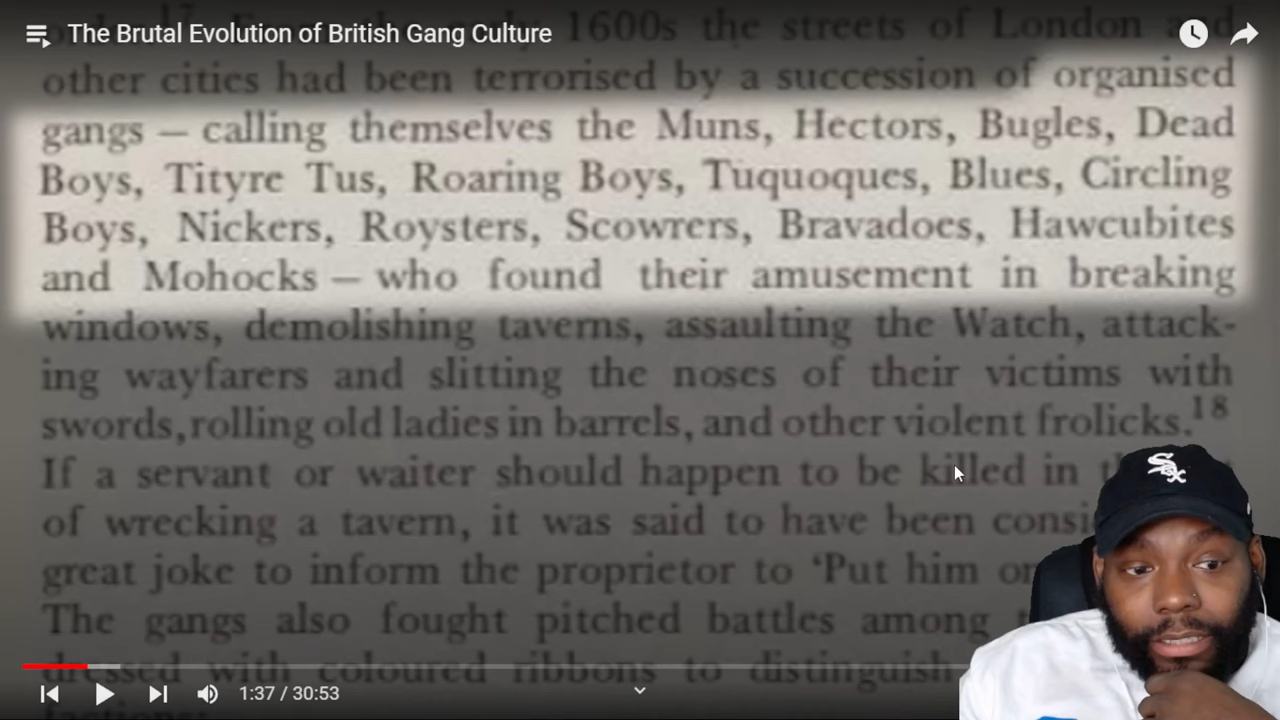 The Brutal Evolution of British Gang Culture
1600s the streets of London and
other cities had been terrorised by a succession of organised
gangs – calling themselves the Muns, Hectors, Bugles, Dead
Boys, Tityre Tus, Roaring Boys, Tuquoques, Blues, Circling
Boys, Nickers, Roysters, Scowrers, Bravadoes, Hawcubites
and Mohocks – who found their amusement in breaking
windows, demolishing taverns, assaulting the Watch, attack-
ing wayfarers and slitting the noses of their victims with
swords, rolling old ladies in barrels, and other violent frolicks.18
If a servant or waiter should happen to be killed in
of wrecking a tavern, it was said to have been
great joke to inform the proprietor to ‘Put him
The gangs also fought pitched battles among
dressed with coloured ribbons to distinguish
factions:
Sox
1:37 / 30:53